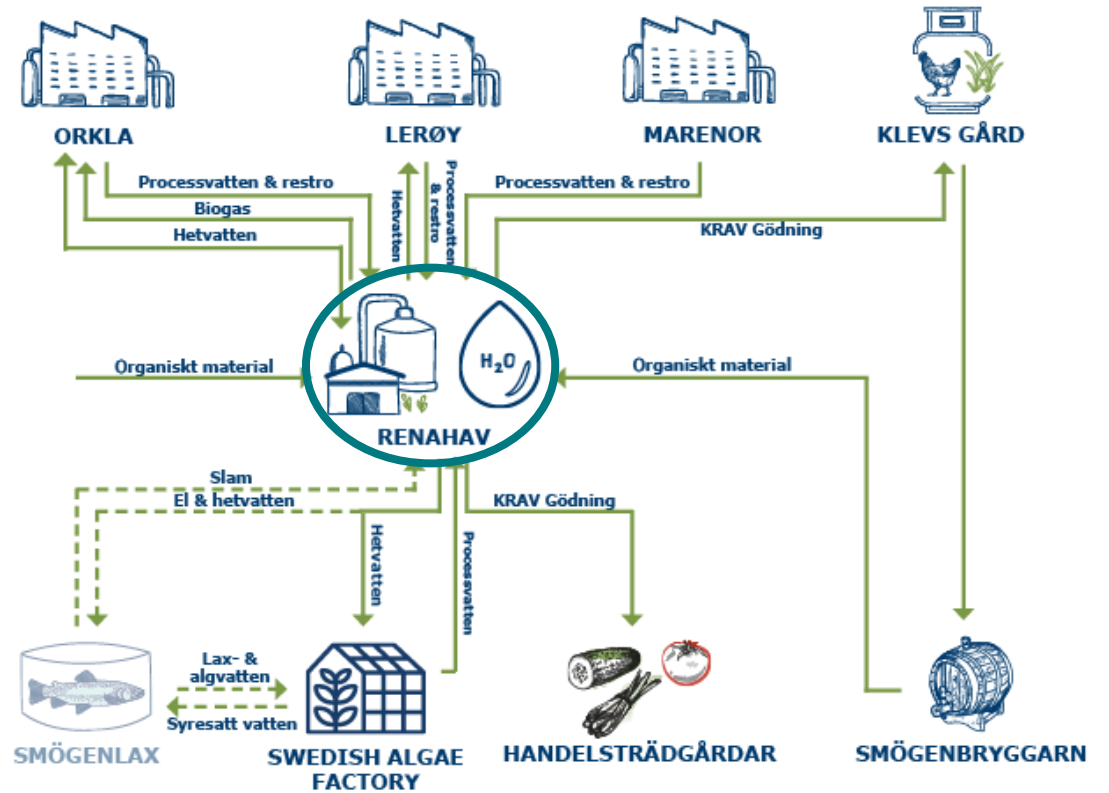 ORKLA
LERØY
MARENOR
KLEVS GÅRD
Processvatten & restro
Biogas
Hetvatten
Hetvatten
Processvatten
& restro
Processvatten & restro
KRAV Gödning
Organiskt material
H₂O
Organiskt material
RENAHAV
Slam
El & hetvatten
KRAV Gödning
Hetvatten
Processvatten
Lax- &
algvatten
Syresatt vatten
SMÖGENLAX
SWEDISH ALGAE
FACTORY
HANDELSTRÄDGÅRDAR
SMÖGENBRYGGARN